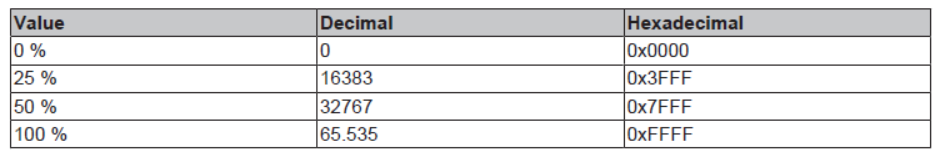 Value Decimal Hexadecimal
0 % 0 0x0000
25 % 16383 0x3FFF
50 % 32767 0x7FFF
100 % 65.535 0xFFFF